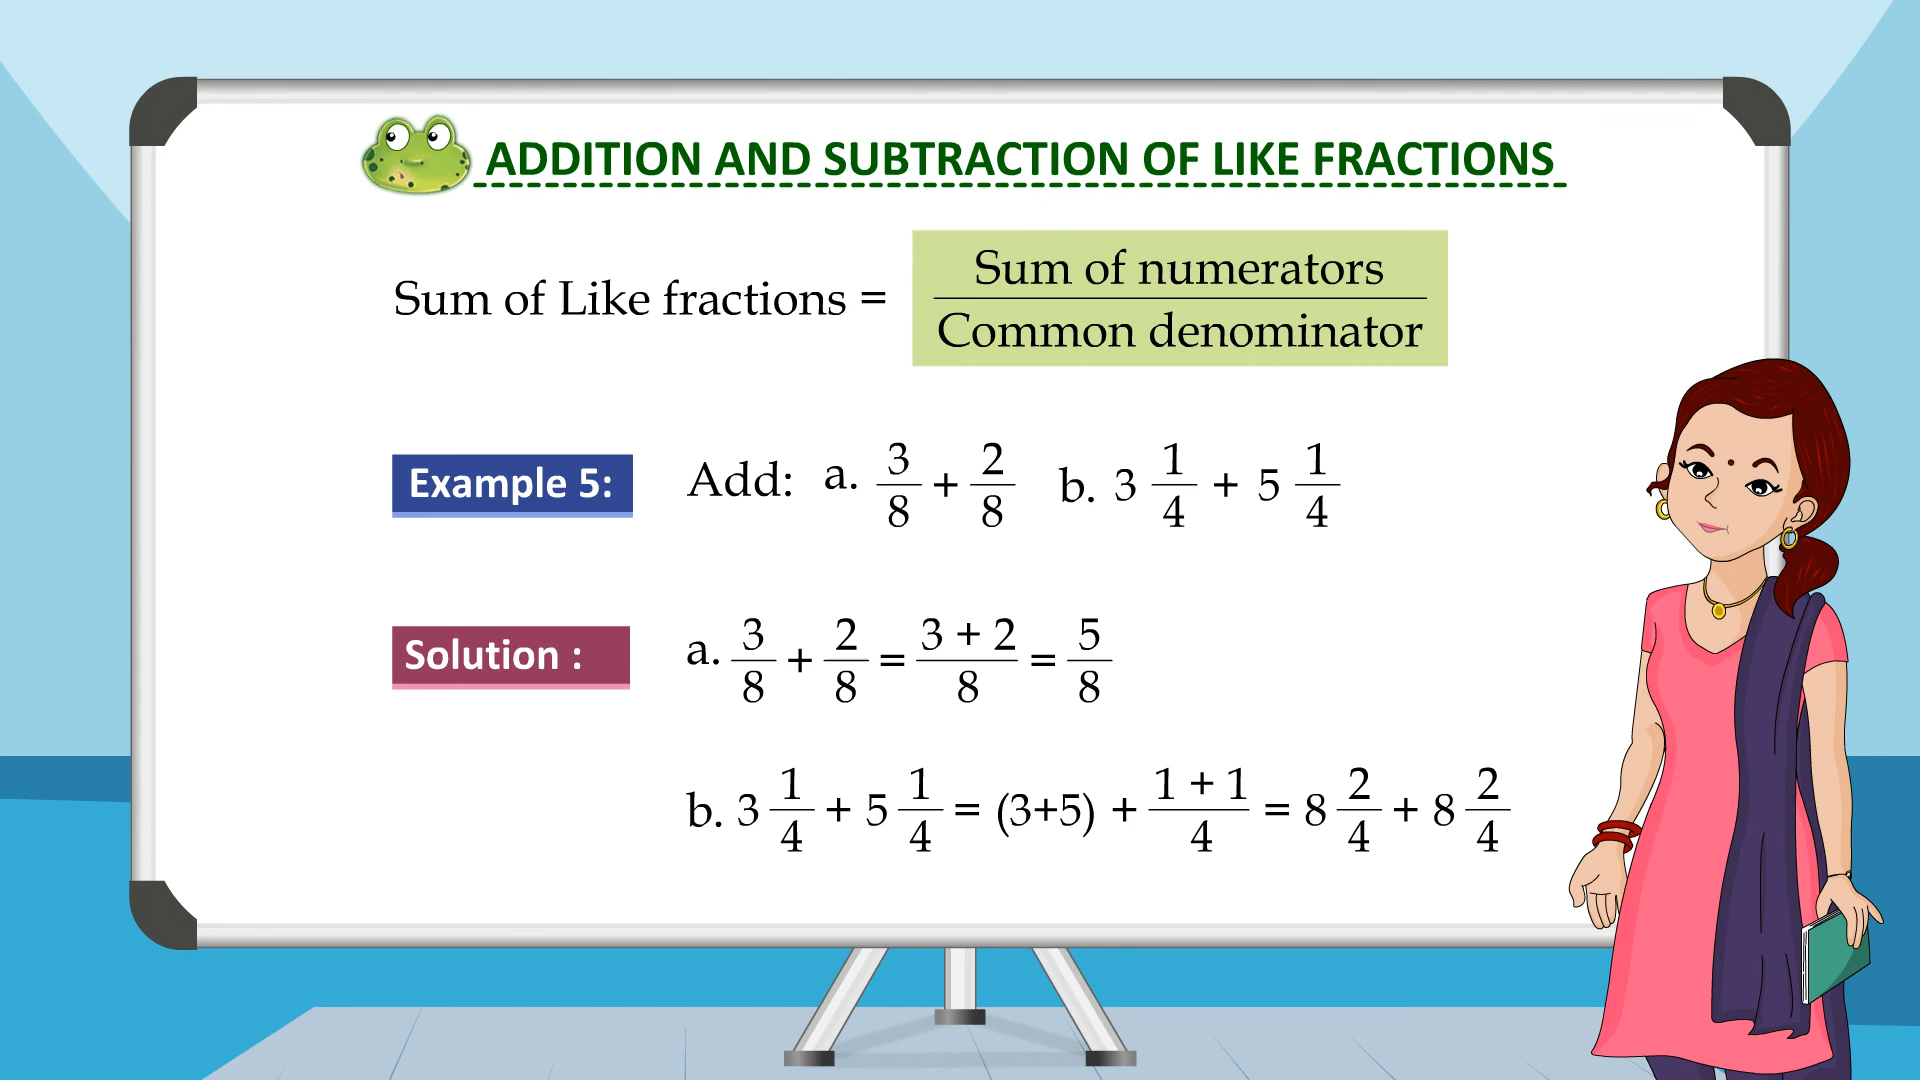 ADDITION AND SUBTRACTION OF LIKE FRACTIONS
Sum of Like fractions = Sum of numerators / Common denominator
Example 5: Add: a. 3/8 + 2/8 b. 3 1/4 + 5 1/4
Solution : a. 3/8 + 2/8 = 3 + 2/8 = 5/8
b. 3 1/4 + 5 1/4 = (3+5) + 1 + 1/4 = 8 2/4 + 8 2/4